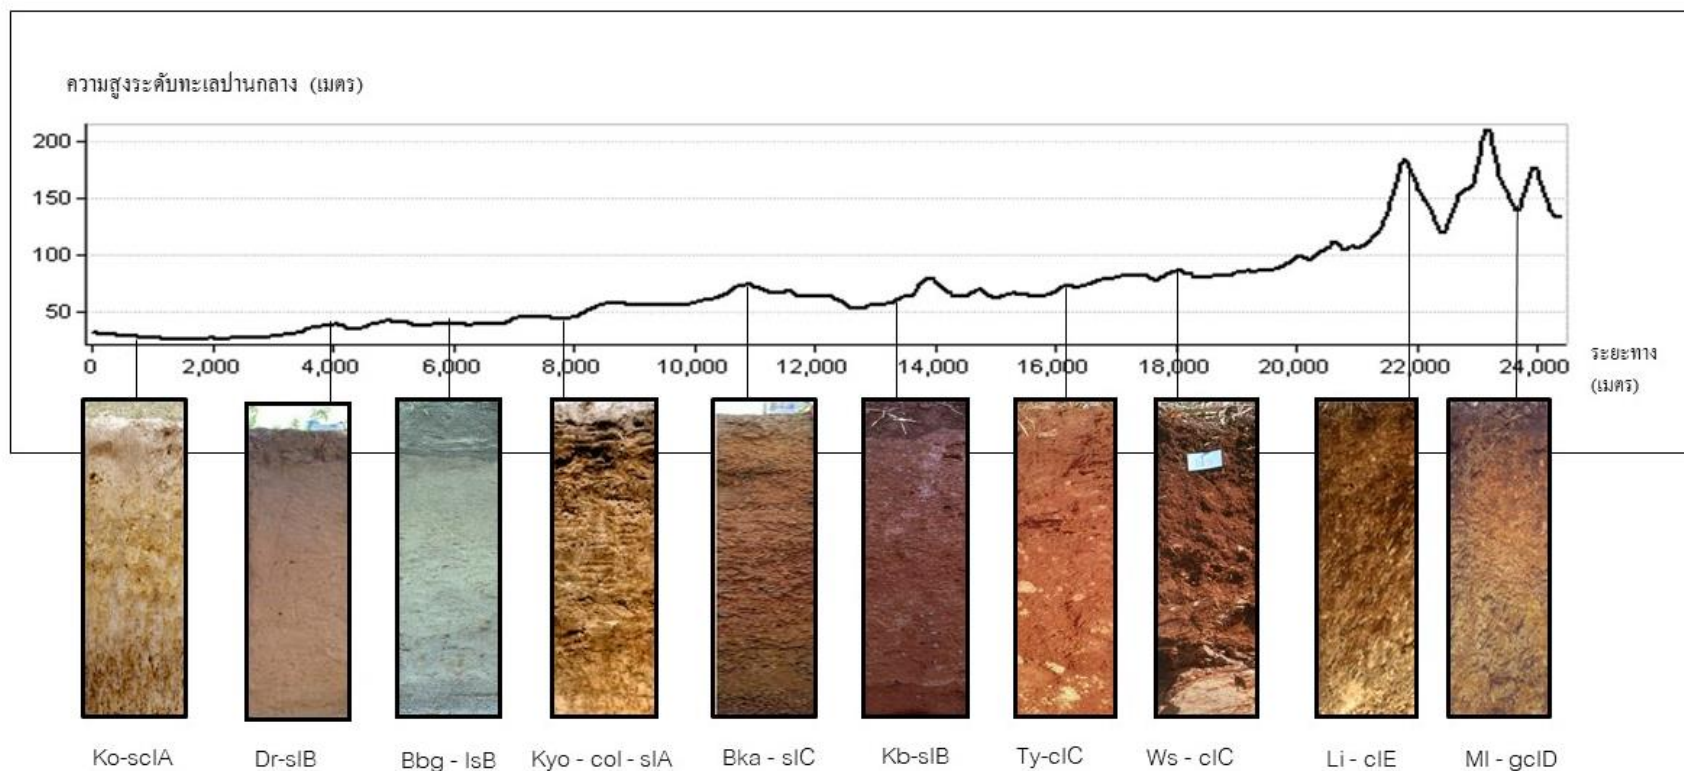 ความสูงระดับทะเลปานกลาง (เมตร)
200
150
100
50
0 2,000 4,000 6,000 8,000 10,000 12,000 14,000 16,000 18,000 20,000 22,000 24,000
ระยะทาง
(เมตร)
Ko-sclA Dr-slB Bbg - lsB Kyo - col - slA Bka - slC Kb-slB Ty-clC Ws - clC Li - clE Ml - gclD